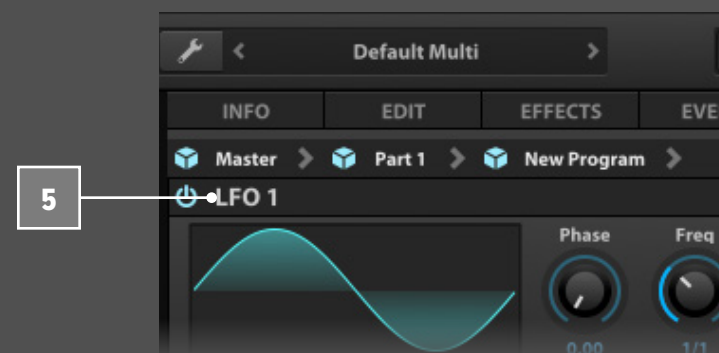 Default Multi
INFO EDIT EFFECTS EVE
Master Part 1 New Program
5
LFO 1
Phase Freq
0.00 1/1